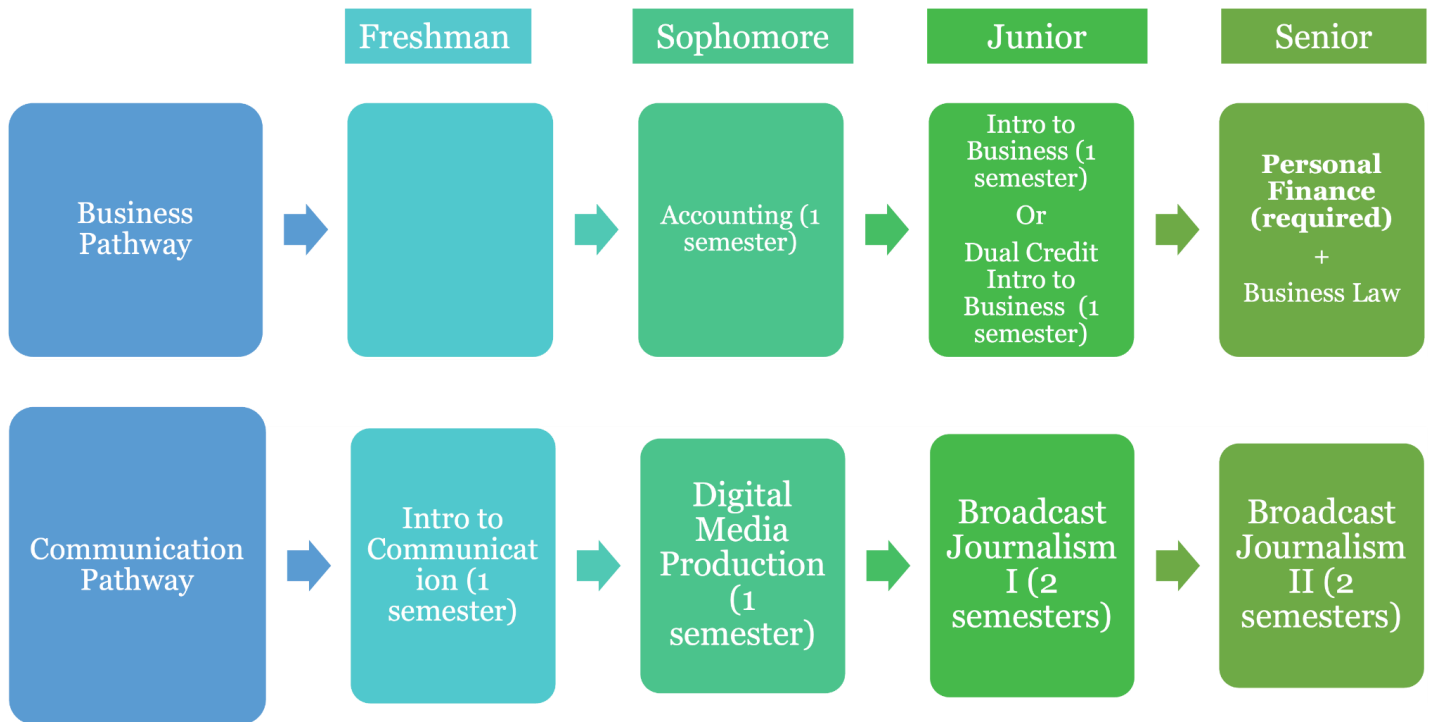 Freshman
Sophomore
Junior
Senior
Business
Pathway
Accounting (1
semester)
Intro to
Business (1
semester)
Or
Dual Credit
Intro to
Business (1
semester)
Personal
Finance
(required)
+
Business Law
Communication
Pathway
Intro to
Communicat
ion (1
semester)
Digital
Media
Production
(1
semester)
Broadcast
Journalism
I (2
semesters)
Broadcast
Journalism
II (2
semesters)